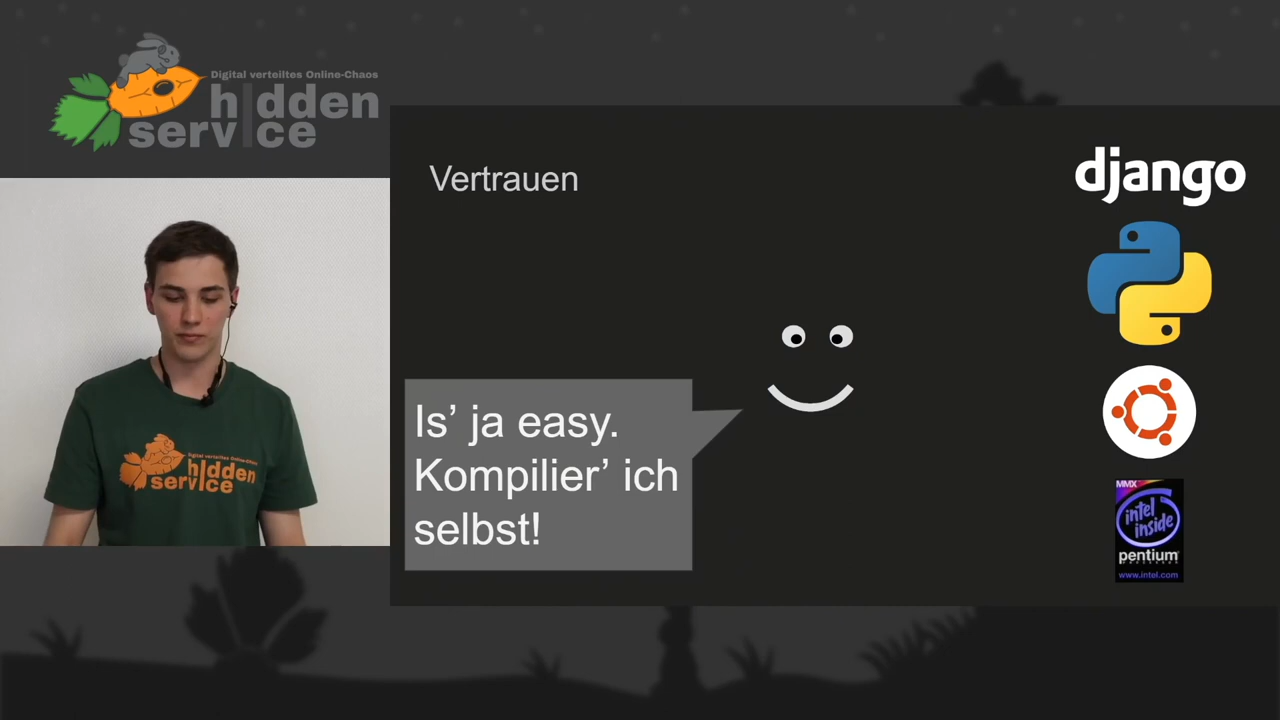 Digital verteiltes Online-Chaos
hidden
service
Vertrauen
django
Is’ ja easy.
Kompilier’ ich
selbst!
Digital verteiltes Online-Chaos
hidden
service
MMX
intel
inside
pentium
www.intel.com